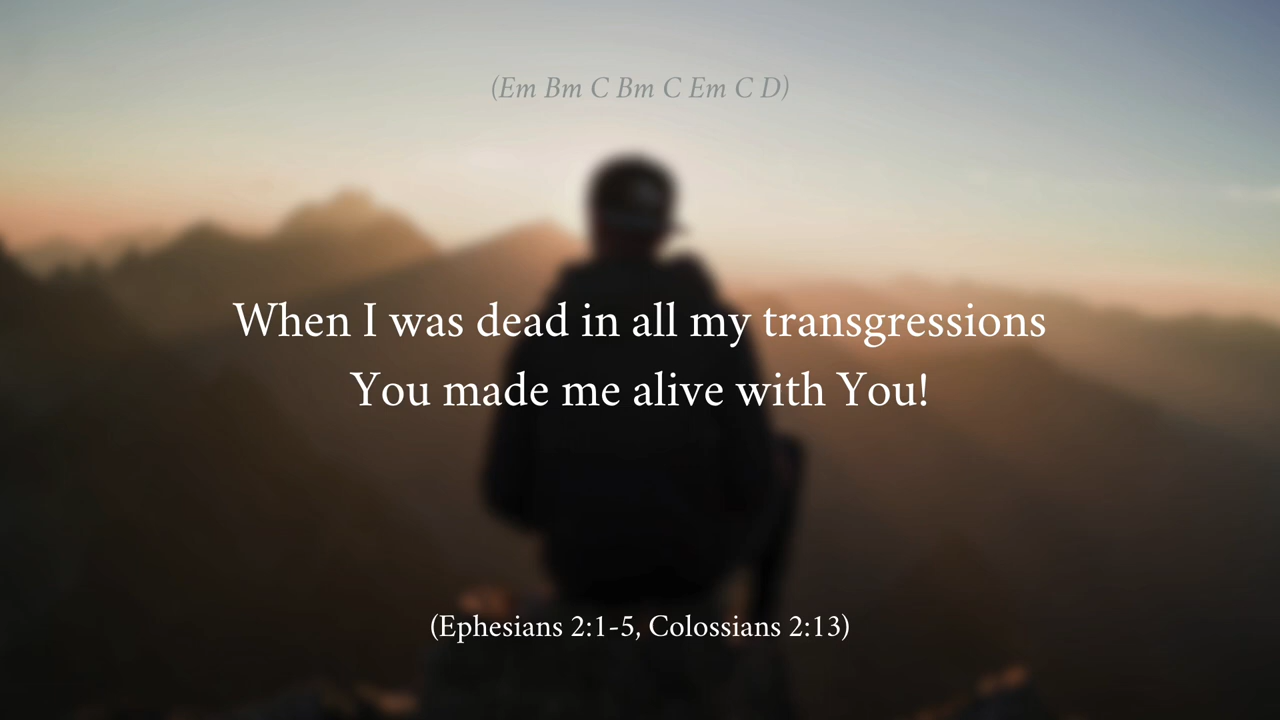 (Em Bm C Bm C Em C D)
When I was dead in all my transgressions
You made me alive with You!
(Ephesians 2:1-5, Colossians 2:13)